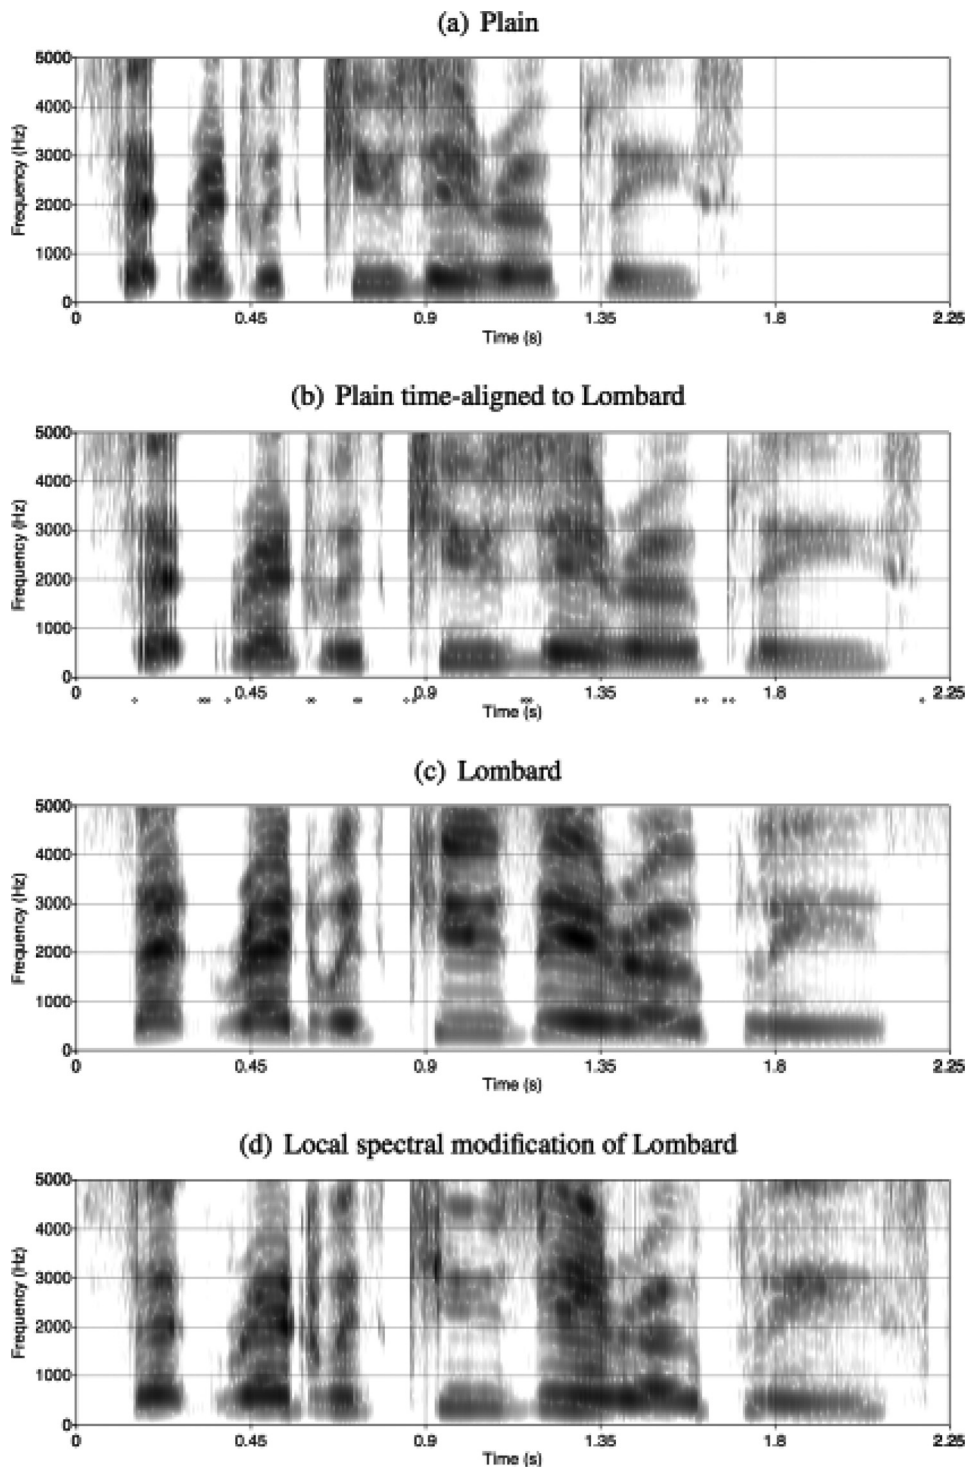 (a) Plain
5000
4000
3000
2000
1000
0
Frequency (Hz)
0 0.45 0.9 1.35 1.8 2.25
Time (s)
(b) Plain time-aligned to Lombard
5000
4000
3000
2000
1000
0
Frequency (Hz)
0 0.45 0.9 1.35 1.8 2.25
Time (s)
(c) Lombard
5000
4000
3000
2000
1000
0
Frequency (Hz)
0 0.45 0.9 1.35 1.8 2.25
Time (s)
(d) Local spectral modification of Lombard
5000
4000
3000
2000
1000
0
Frequency (Hz)
0 0.45 0.9 1.35 1.8 2.25
Time (s)